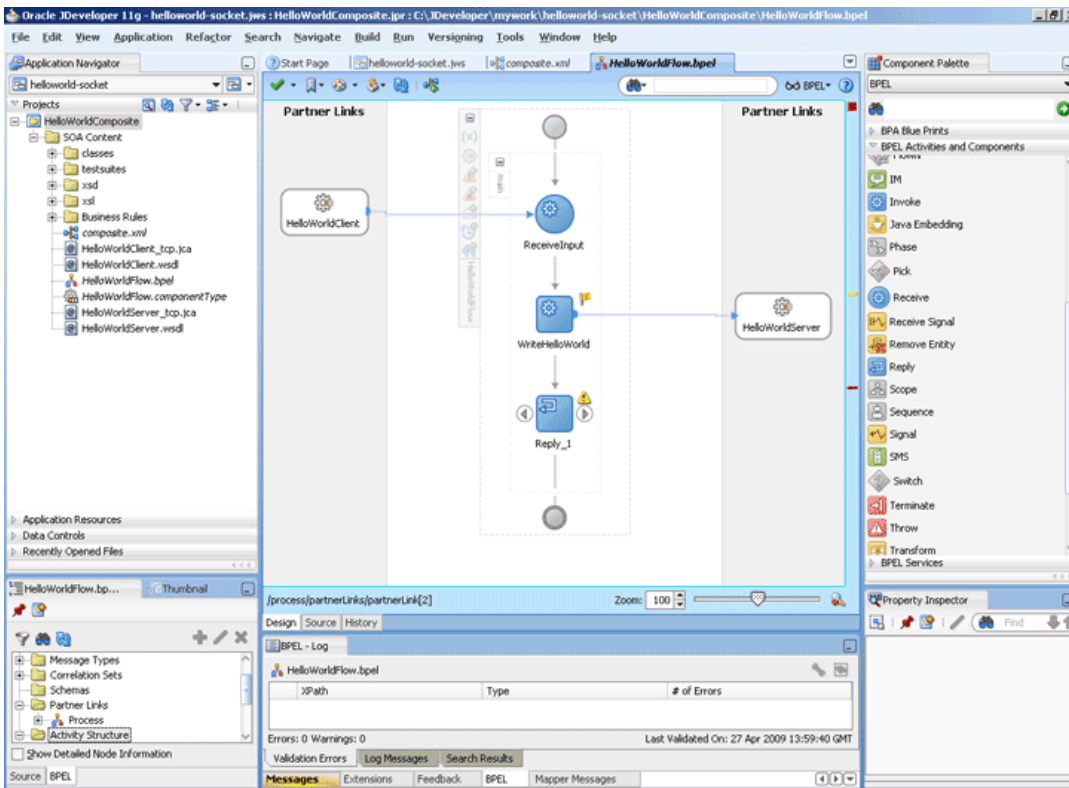 Oracle JDeveloper 11g - helloworld-socket.jws : HelloWorldComposite.jpr : C:\JDeveloper\mywork\helloworld-socket\HelloWorldComposite\HelloWorldFlow.bpel
File Edit View Application Refactor Search Navigate Build Run Versioning Tools Window Help
Application Navigator
helloworld-socket
Projects
HelloWorldComposite
SOA Content
classes
testsuites
xsd
xsl
Business Rules
composite.xml
HelloWorldClient_tcp.jca
HelloWorldClient.wsdl
HelloWorldFlow.bpel
HelloWorldFlow.componentType
HelloWorldServer_tcp.jca
HelloWorldServer.wsdl
Application Resources
Data Controls
Recently Opened Files
HelloWorldFlow.bp... Thumbnail
Message Types
Correlation Sets
Schemas
Partner Links
Process
Activity Structure
Show Detailed Node Information
Source BPEL
Start Page helloworld-socket.jws composite.xml HelloWorldFlow.bpel
BPEL
Partner Links Partner Links
main
HelloWorldClient
ReceiveInput
HelloWorldFlow
HelloWorldServer
WriteHelloWorld
Reply_1
/process/partnerLinks/partnerLink[2] Zoom: 100
Design Source History
BPEL - Log
HelloWorldFlow.bpel
XPath Type # of Errors
Errors: 0 Warnings: 0 Last Validated On: 27 Apr 2009 13:59:40 GMT
Validation Errors Log Messages Search Results
Messages Extensions Feedback BPEL Mapper Messages
Component Palette
BPEL
BPA Blue Prints
BPEL Activities and Components
IM
Invoke
Java Embedding
Phase
Pick
Receive
Receive Signal
Remove Entity
Reply
Scope
Sequence
Signal
SMS
Switch
Terminate
Throw
Transform
BPEL Services
Property Inspector
Find